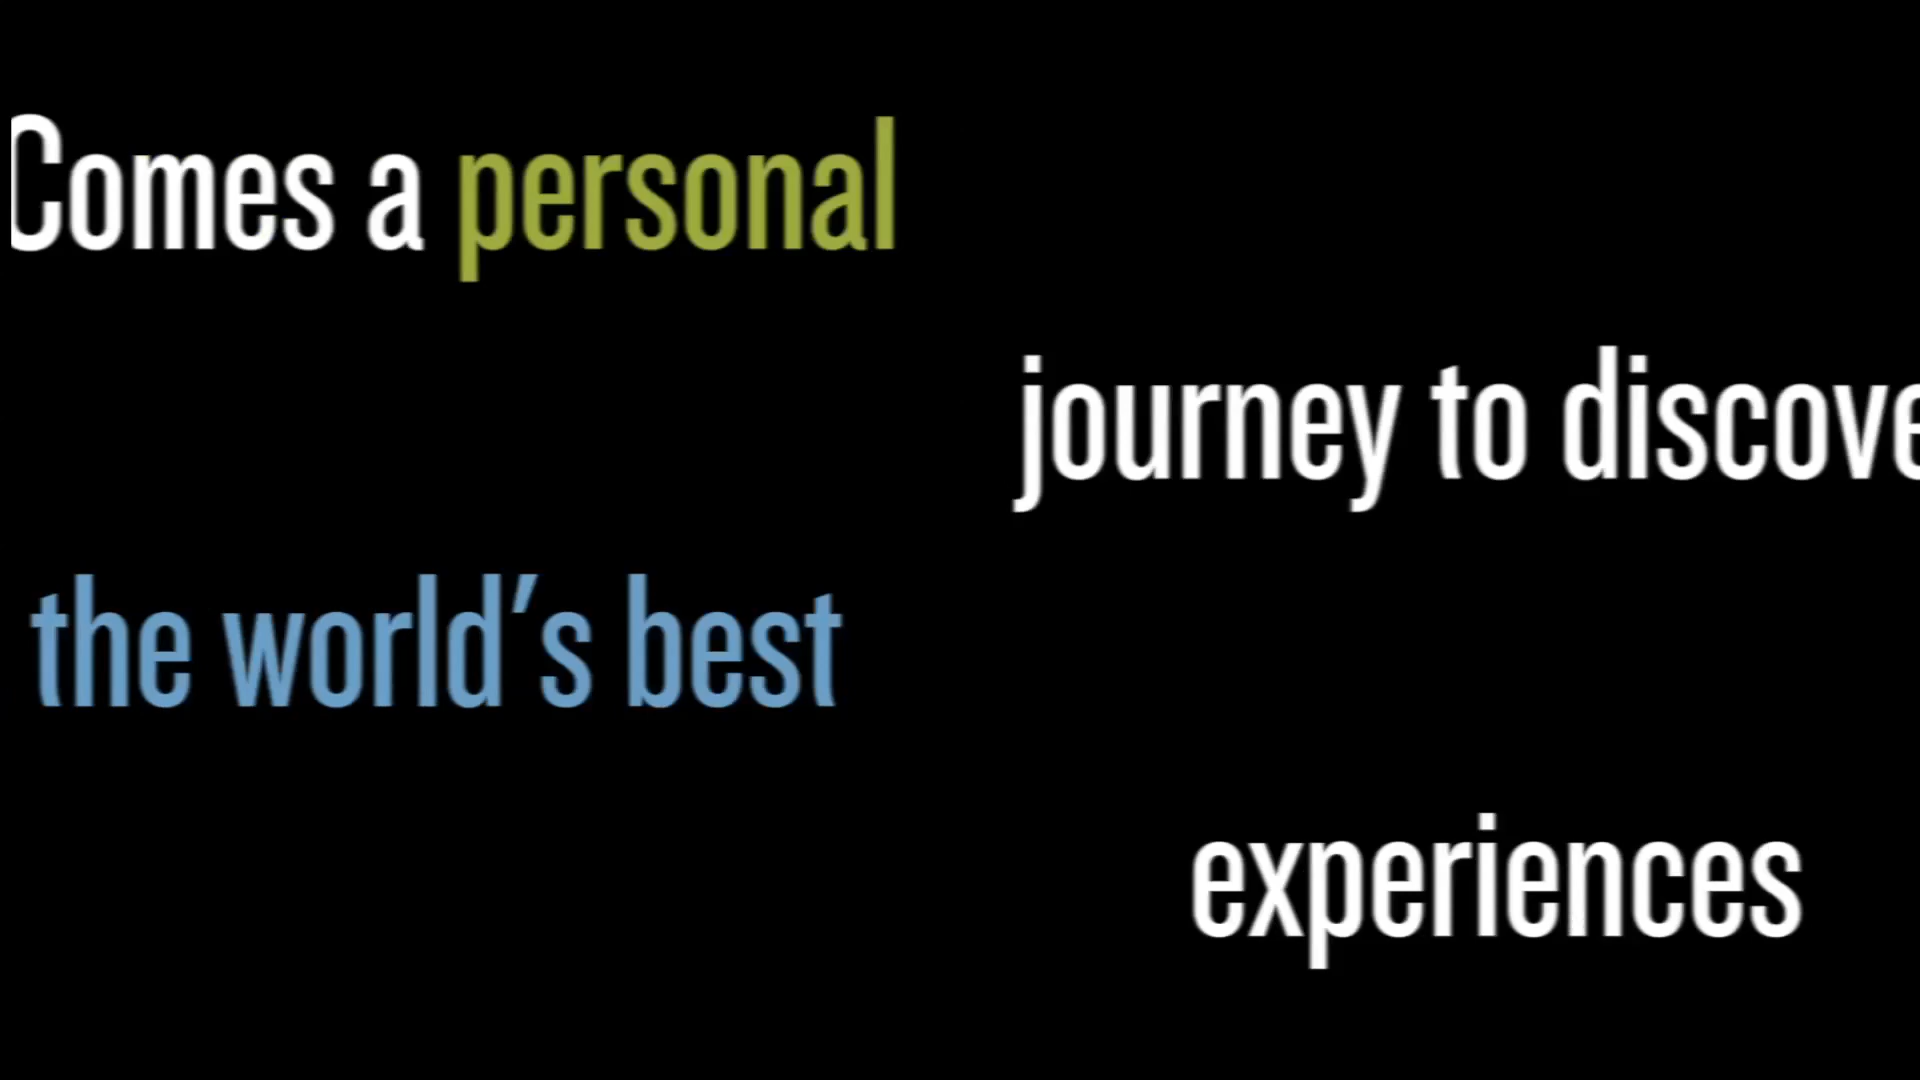 Comes a personal
journey to discove
the world's best
experiences